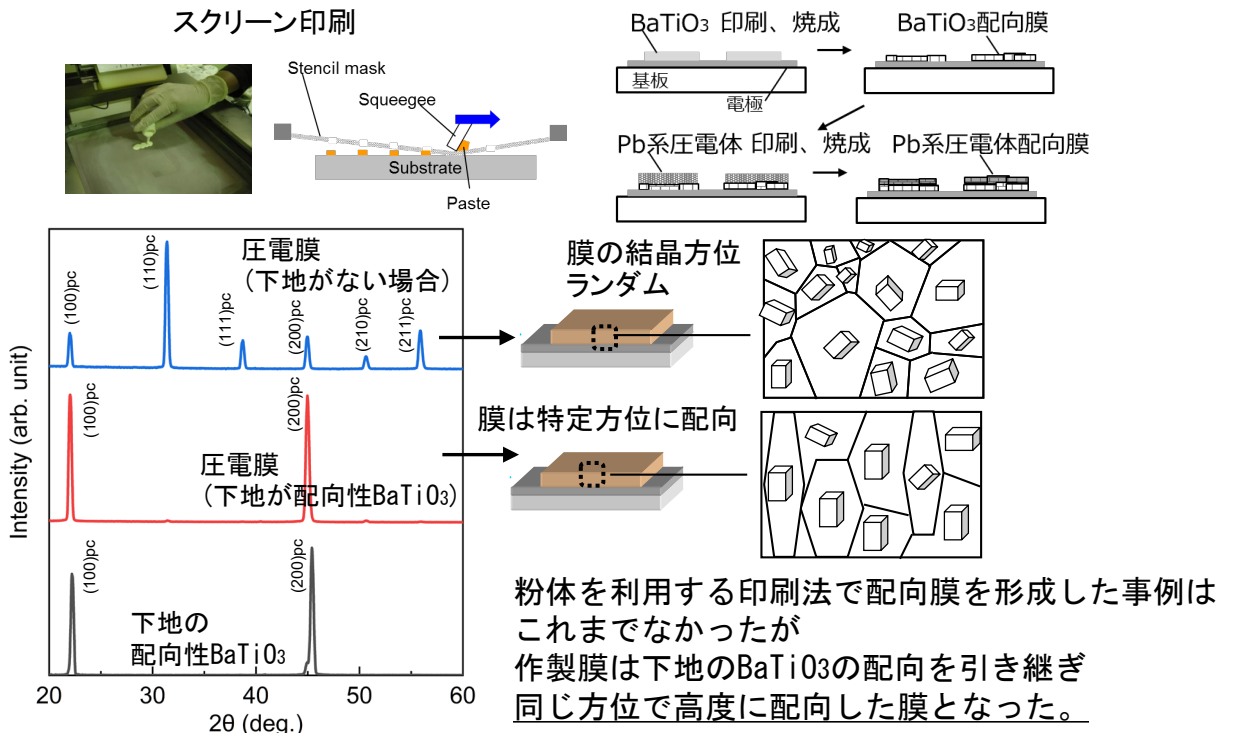 スクリーン印刷
Stencil mask
Squeegee
Substrate
Paste
BaTiO3 印刷、焼成
BaTiO3配向膜
基板
電極
Pb系圧電体 印刷、焼成
Pb系圧電体配向膜
圧電膜
(下地がない場合)
(100)pc
(110)pc
(111)pc
(200)pc
(210)pc
(211)pc
膜の結晶方位
ランダム
(100)pc
(200)pc
圧電膜
(下地が配向性BaTiO3)
膜は特定方位に配向
(100)pc
(200)pc
下地の
配向性BaTiO3
Intensity (arb. unit)
20 30 40 50 60
2θ (deg.)
粉体を利用する印刷法で配向膜を形成した事例は
これまでなかったが
作製膜は下地のBaTiO3の配向を引き継ぎ
同じ方位で高度に配向した膜となった。